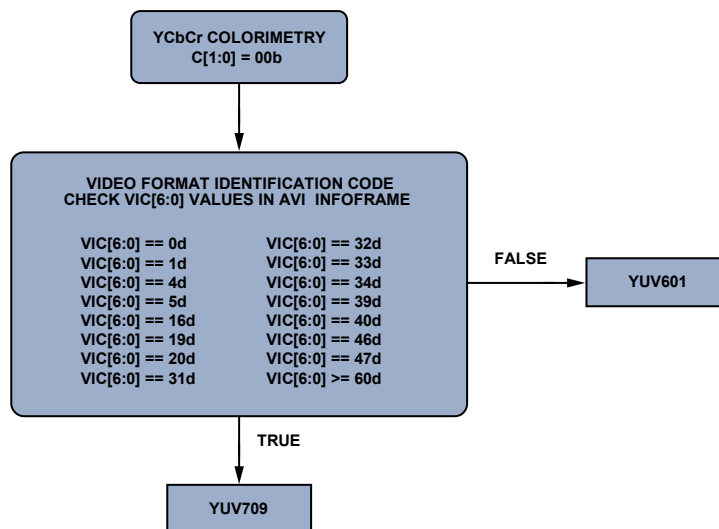 YCbCr COLORIMETRY
C[1:0] = 00b
VIDEO FORMAT IDENTIFICATION CODE
CHECK VIC[6:0] VALUES IN AVI INFOFRAME
VIC[6:0] == 0d
VIC[6:0] == 1d
VIC[6:0] == 4d
VIC[6:0] == 5d
VIC[6:0] == 16d
VIC[6:0] == 19d
VIC[6:0] == 20d
VIC[6:0] == 31d
VIC[6:0] == 32d
VIC[6:0] == 33d
VIC[6:0] == 34d
VIC[6:0] == 39d
VIC[6:0] == 40d
VIC[6:0] == 46d
VIC[6:0] == 47d
VIC[6:0] >= 60d
FALSE
YUV601
TRUE
YUV709